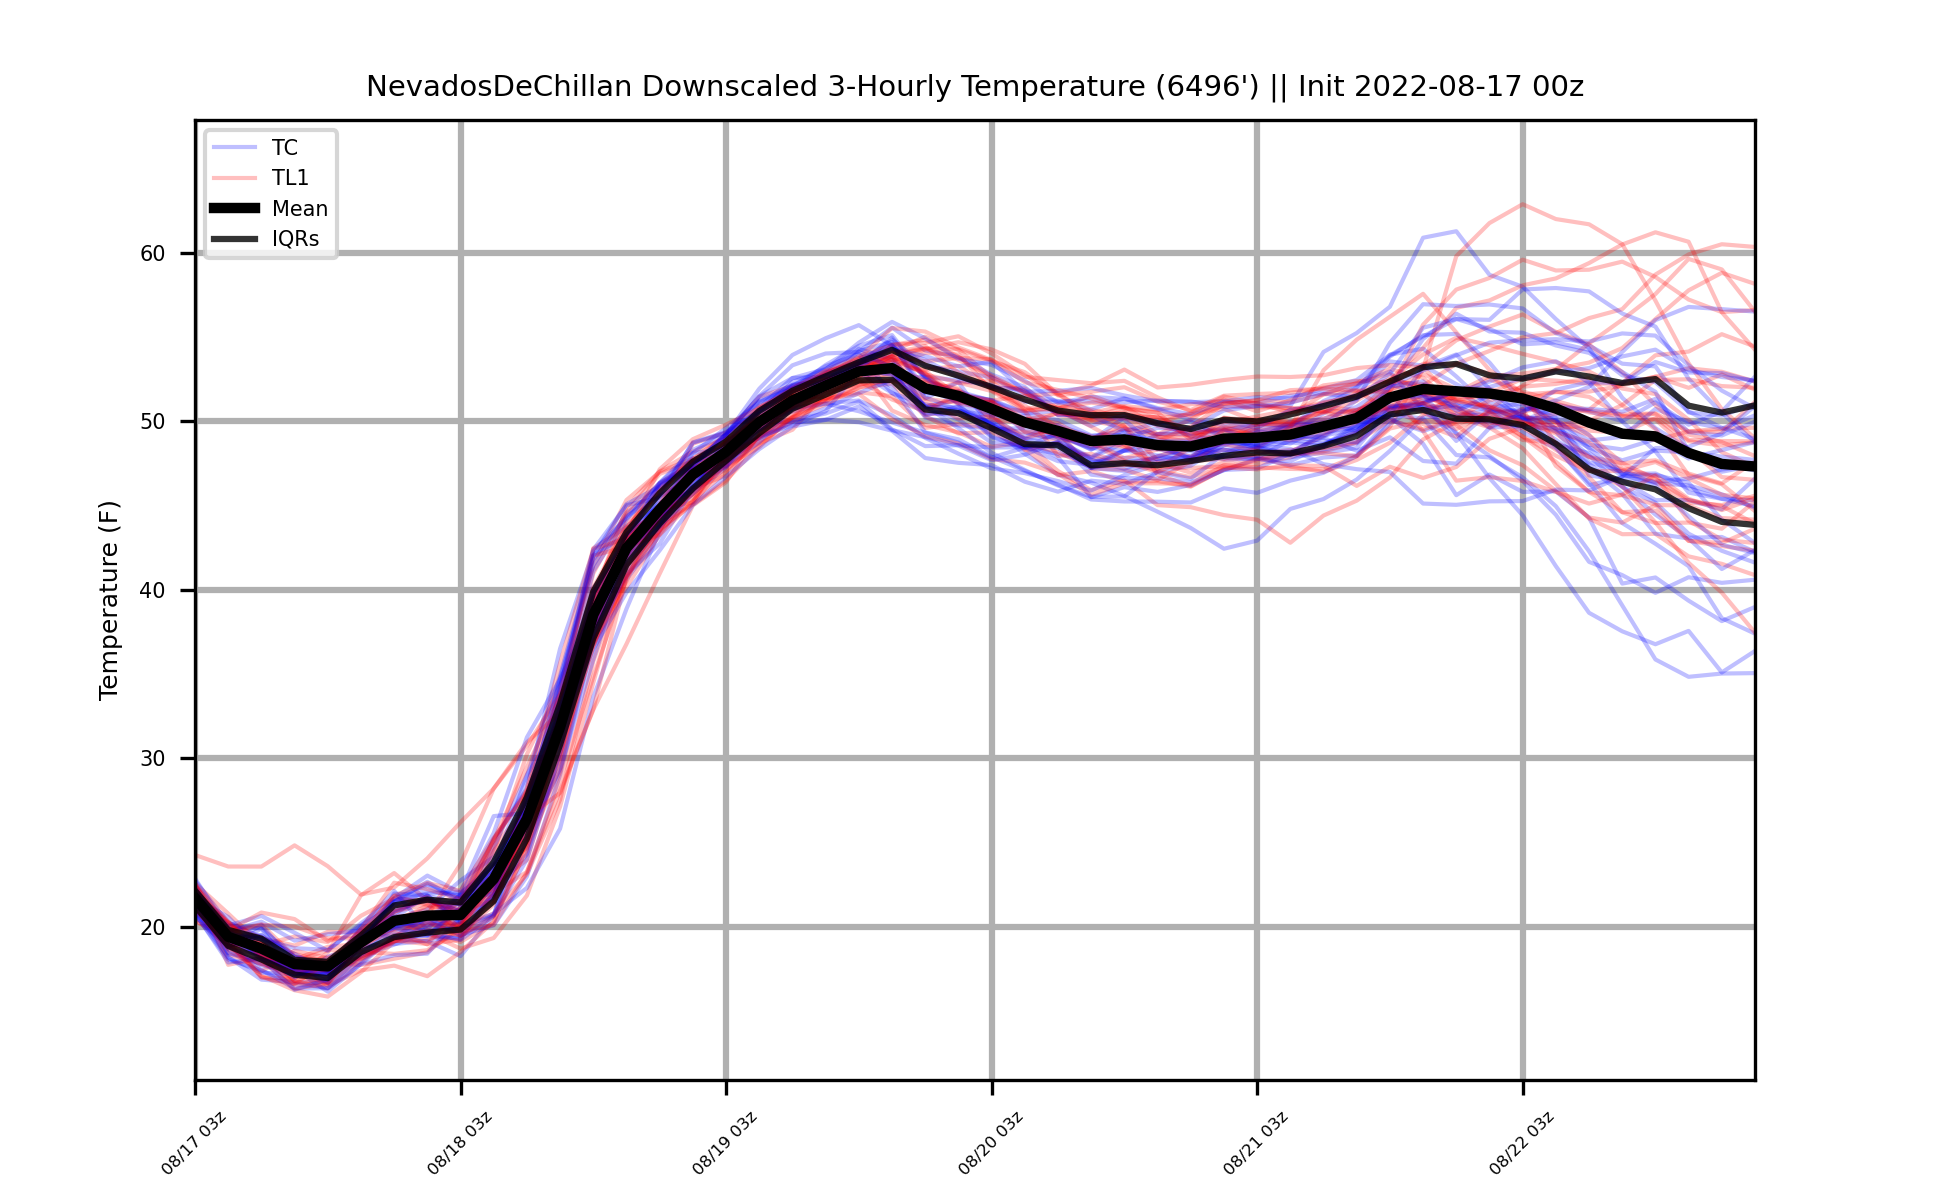 NevadosDeChillan Downscaled 3-Hourly Temperature (6496') || Init 2022-08-17 00z
TC
TL1
Mean
IQRs
Temperature (F)
60
50
40
30
20
08/17 03z
08/18 03z
08/19 03z
08/20 03z
08/21 03z
08/22 03z